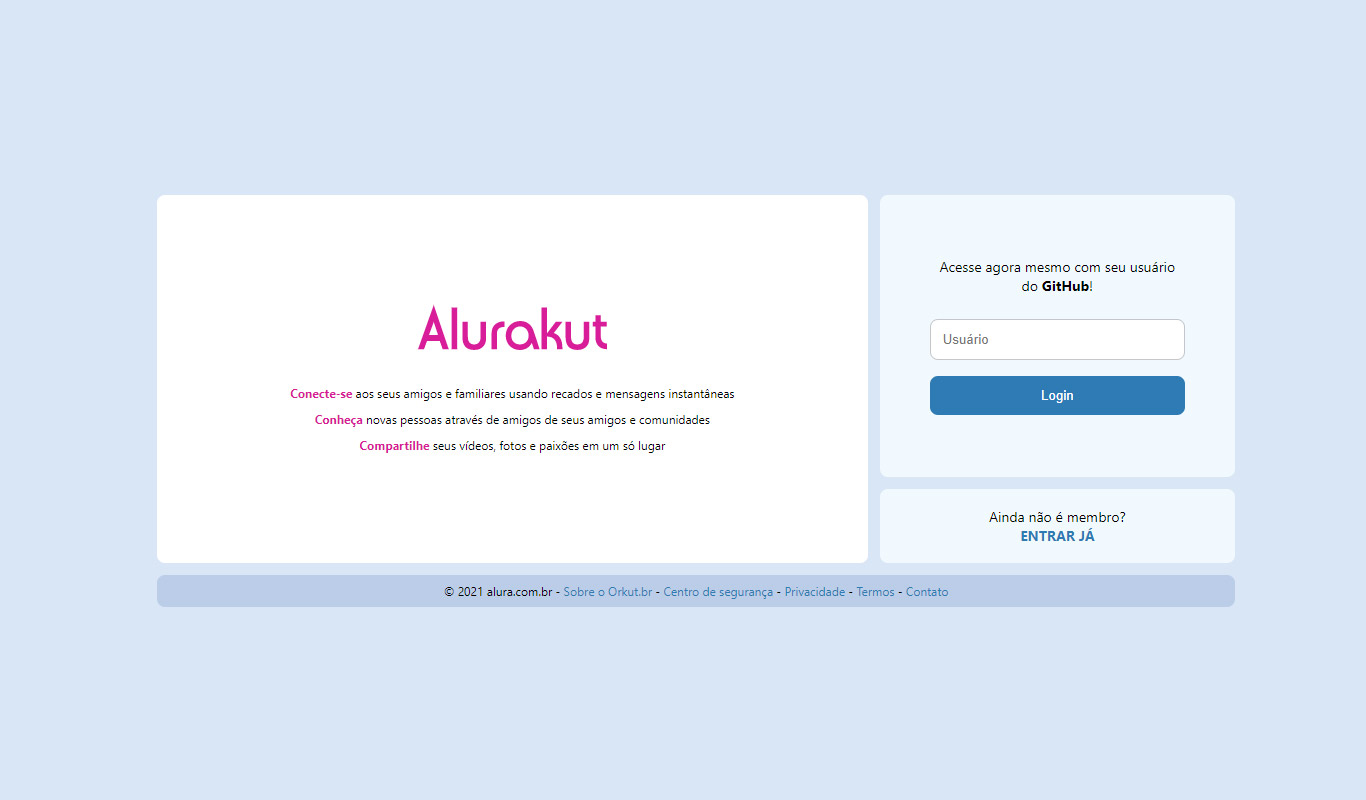 Alurakut
Conecte-se aos seus amigos e familiares usando recados e mensagens instantâneas
Conheça novas pessoas através de amigos de seus amigos e comunidades
Compartilhe seus vídeos, fotos e paixões em um só lugar
Acesse agora mesmo com seu usuário
do GitHub!
Usuário
Login
Ainda não é membro?
ENTRAR JÁ
© 2021 alura.com.br - Sobre o Orkut.br - Centro de segurança - Privacidade - Termos - Contato